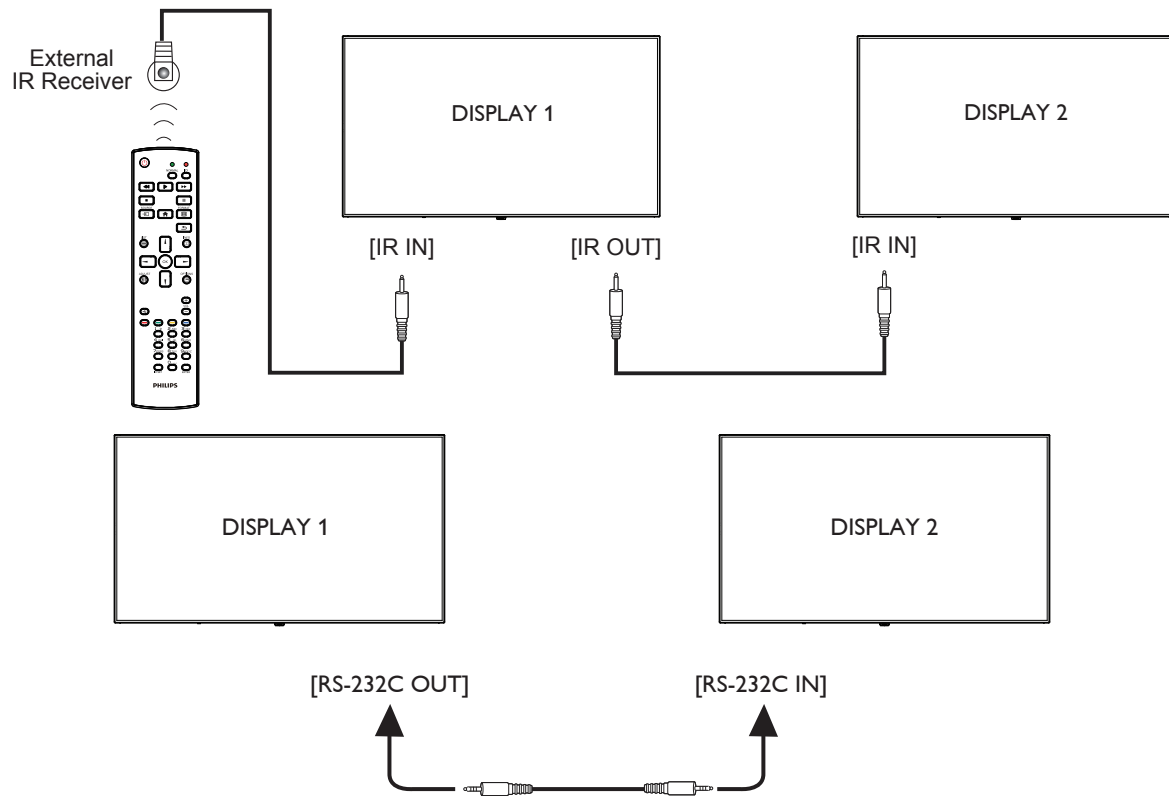 External
IR Receiver
DISPLAY 1
DISPLAY 2
[IR IN]
[IR OUT]
[IR IN]
OK
PHILIPS
DISPLAY 1
DISPLAY 2
[RS-232C OUT]
[RS-232C IN]